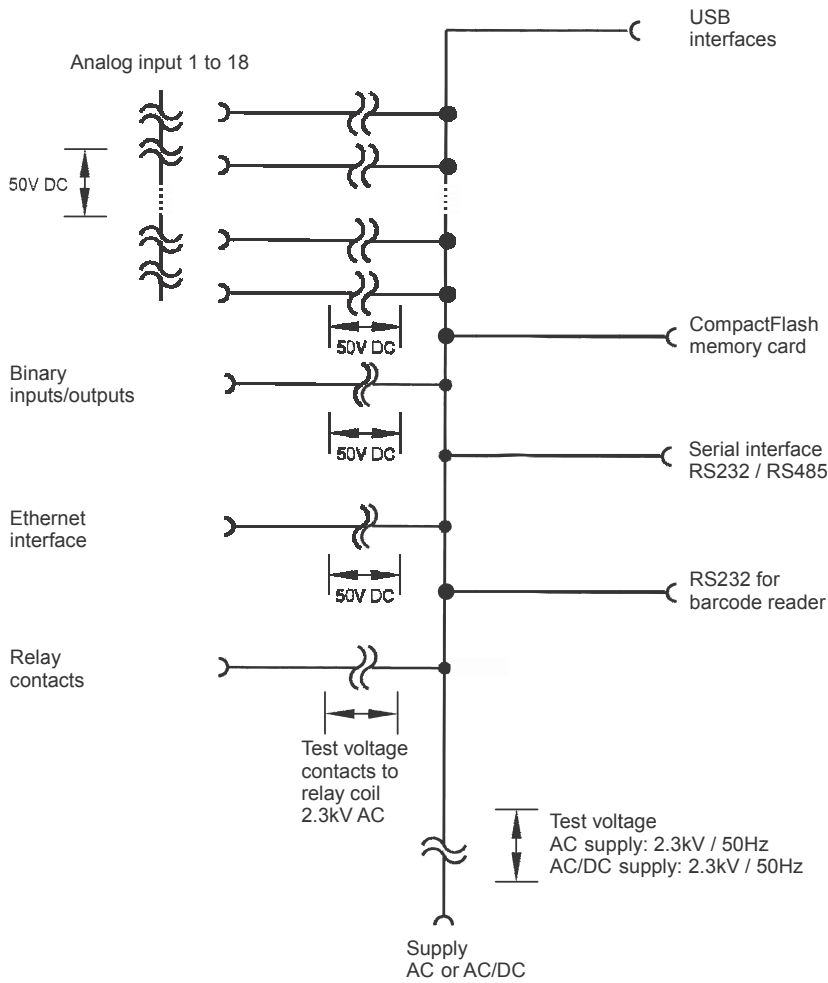 USB
interfaces
Analog input 1 to 18
50V DC
50V DC
CompactFlash
memory card
Binary
inputs/outputs
50V DC
Serial interface
RS232 / RS485
Ethernet
interface
50V DC
RS232 for
barcode reader
Relay
contacts
Test voltage
contacts to
relay coil
2.3kV AC
Test voltage
AC supply: 2.3kV / 50Hz
AC/DC supply: 2.3kV / 50Hz
Supply
AC or AC/DC